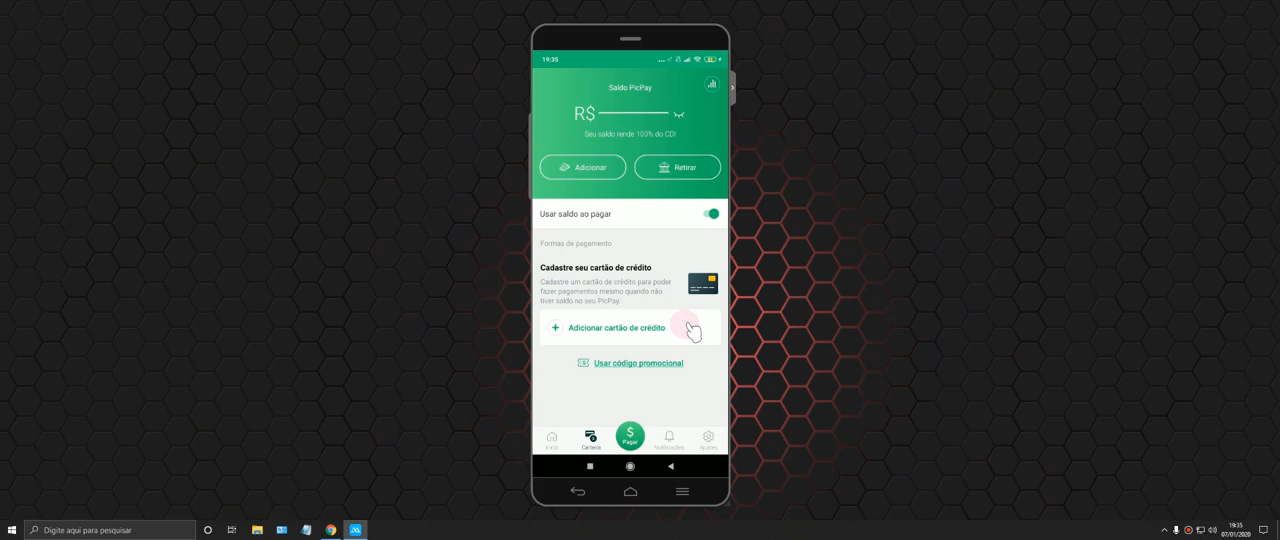 19:35
Saldo PicPay
R$
Seu saldo rende 100% do CDI
Adicionar
Retirar
Usar saldo ao pagar
Formas de pagamento
Cadastre seu cartão de crédito
Cadastre um cartão de crédito para poder
fazer pagamentos mesmo quando não
tiver saldo no seu PicPay.
Adicionar cartão de crédito
Usar código promocional
$
Início
Carteira
Pagar
Notificações
Ajustes
Digite aqui para pesquisar
19:35
07/01/2020